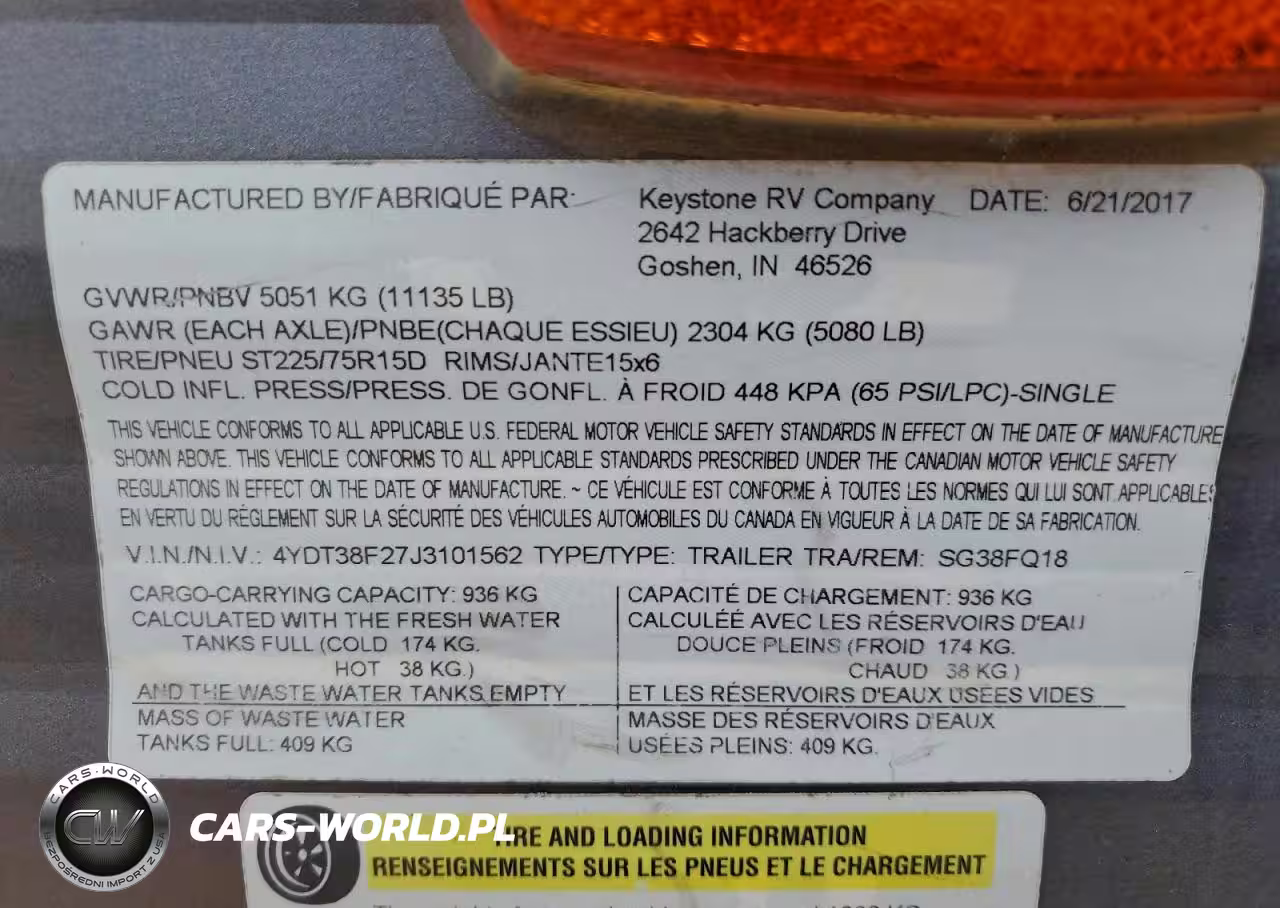 MANUFACTURED BY/FABRIQUÉ PAR: Keystone RV Company DATE: 6/21/2017
2642 Hackberry Drive
Goshen, IN 46526
GVWR/PNBV 5051 KG (11135 LB)
GAWR (EACH AXLE)/PNBE(CHAQUE ESSIEU) 2304 KG (5080 LB)
TIRE/PNEU ST225/75R15D RIMS/JANTE15x6
COLD INFL. PRESS/PRESS. DE GONFL. À FROID 448 KPA (65 PSI/LPC)-SINGLE
THIS VEHICLE CONFORMS TO ALL APPLICABLE U.S. FEDERAL MOTOR VEHICLE SAFETY STANDARDS IN EFFECT ON THE DATE OF MANUFACTURE
SHOWN ABOVE. THIS VEHICLE CONFORMS TO ALL APPLICABLE STANDARDS PRESCRIBED UNDER THE CANADIAN MOTOR VEHICLE SAFETY
REGULATIONS IN EFFECT ON THE DATE OF MANUFACTURE. ~ CE VÉHICULE EST CONFORME À TOUTES LES NORMES QUI LUI SONT APPLICABLES
EN VERTU DU RÈGLEMENT SUR LA SÉCURITÉ DES VÉHICULES AUTOMOBILES DU CANADA EN VIGUEUR À LA DATE DE SA FABRICATION.
V.I.N./N.I.V.: 4YDT38F27J3101562 TYPE/TYPE: TRAILER TRA/REM: SG38FQ18
CARGO-CARRYING CAPACITY: 936 KG
CALCULATED WITH THE FRESH WATER
TANKS FULL (COLD 174 KG.
HOT 38 KG.)
AND THE WASTE WATER TANKS EMPTY
MASS OF WASTE WATER
TANKS FULL: 409 KG
CAPACITÉ DE CHARGEMENT: 936 KG
CALCULÉE AVEC LES RÉSERVOIRS D'EAU
DOUCE PLEINS (FROID 174 KG.
CHAUD 38 KG.)
ET LES RÉSERVOIRS D'EAUX USÉES VIDES
MASSE DES RÉSERVOIRS D'EAUX
USÉES PLEINS: 409 KG.
CARS-WORLD
CW
BEZPOŚREDNI IMPORT Z USA
CARS-WORLD.PL
AND LOADING INFORMATION
RENSEIGNEMENTS SUR LES PNEUS ET LE CHARGEMENT